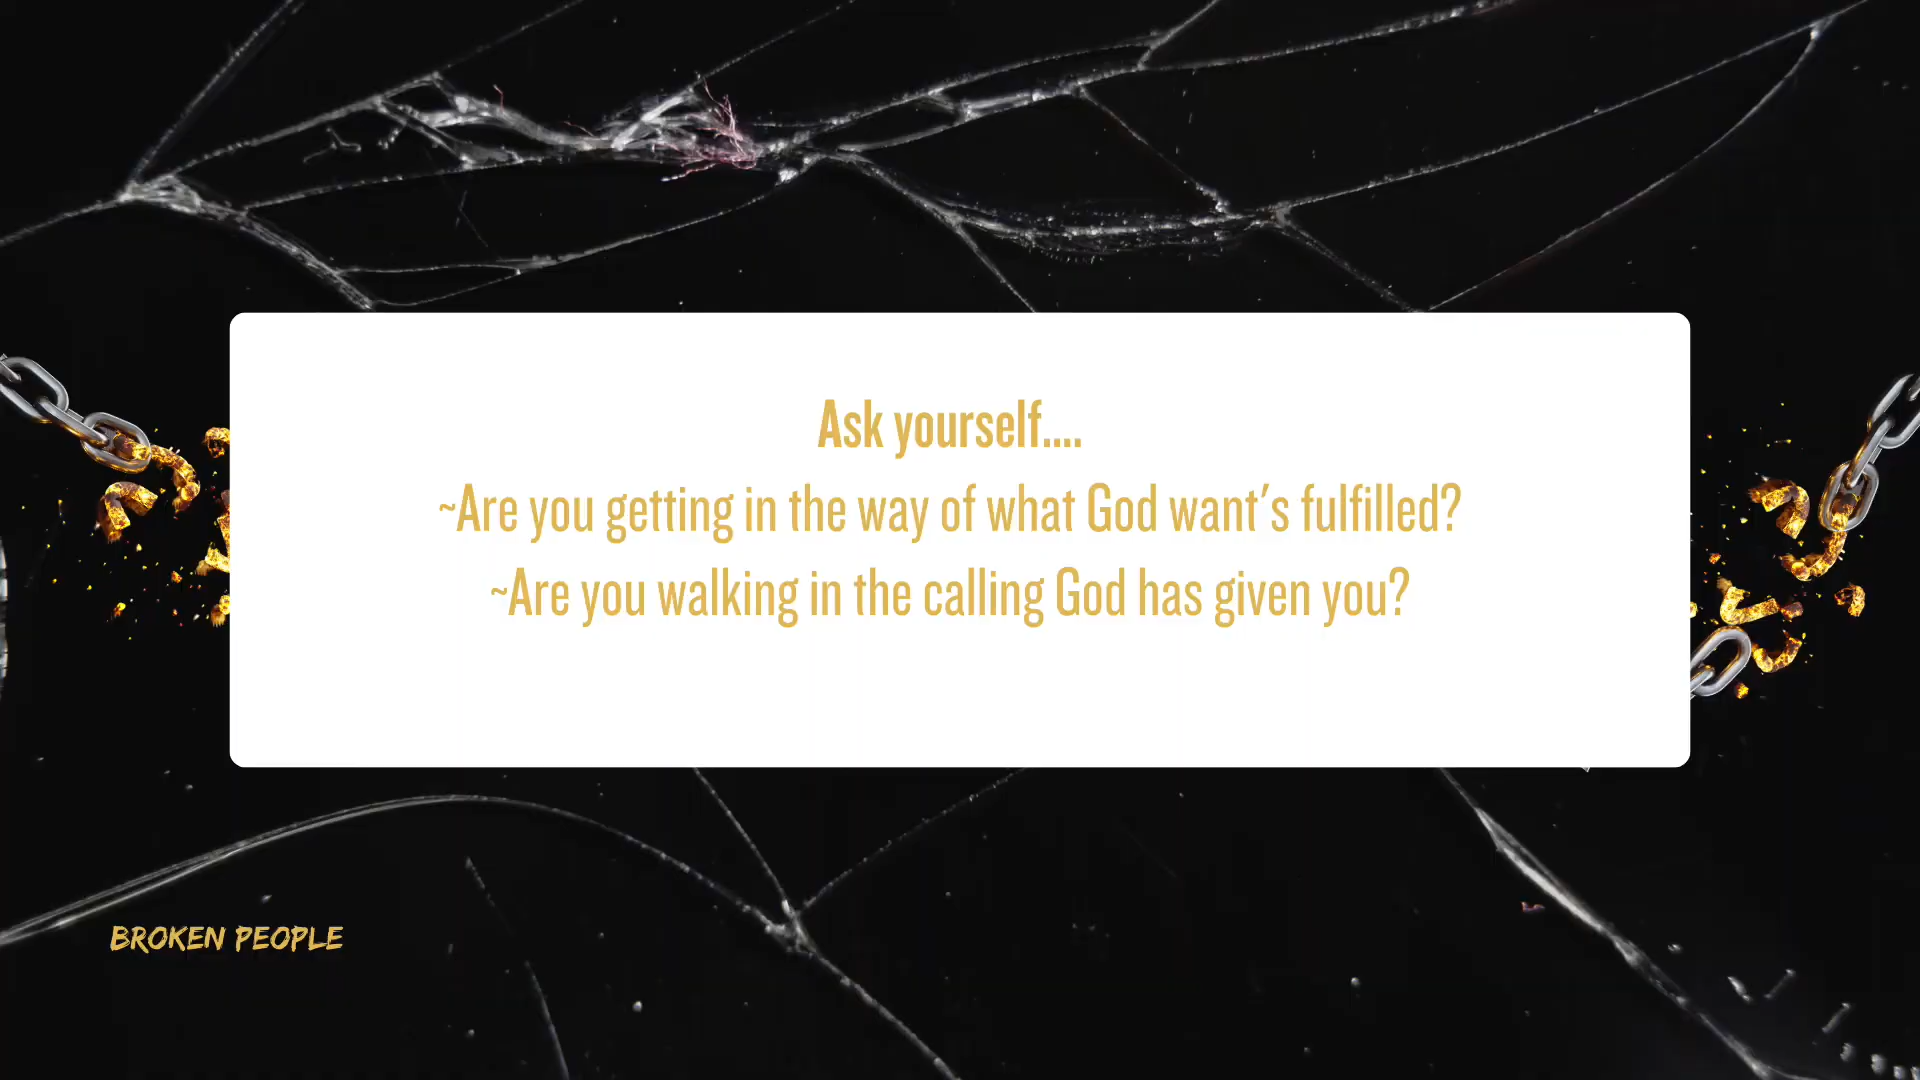 Ask yourself....
~Are you getting in the way of what God want's fulfilled?
~Are you walking in the calling God has given you?
BROKEN PEOPLE